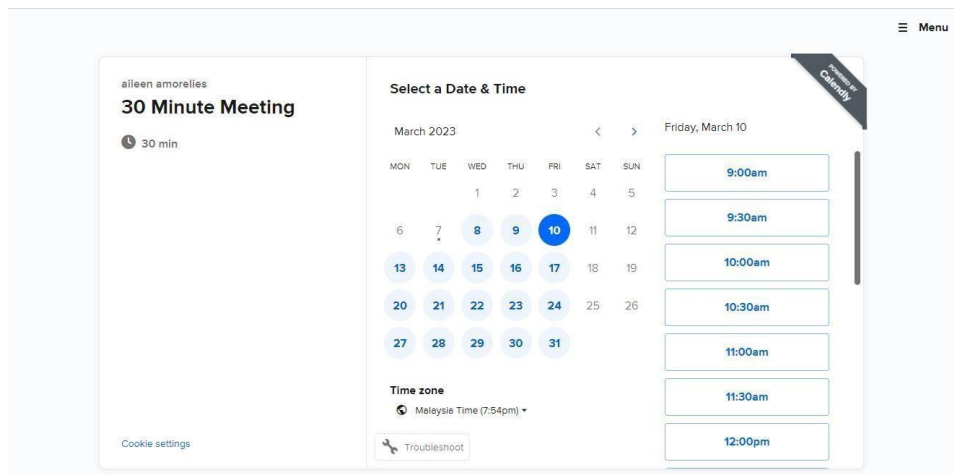 ☰ Menu
aileen amorelies
30 Minute Meeting
30 min
Cookie settings
Select a Date & Time
March 2023 < >
MON TUE WED THU FRI SAT SUN
1 2 3 4 5
6 7 8 9 10 11 12
13 14 15 16 17 18 19
20 21 22 23 24 25 26
27 28 29 30 31
Time zone
Malaysia Time (7:54pm)
Troubleshoot
POWERED BY
Calendly
Friday, March 10
9:00am
9:30am
10:00am
10:30am
11:00am
11:30am
12:00pm